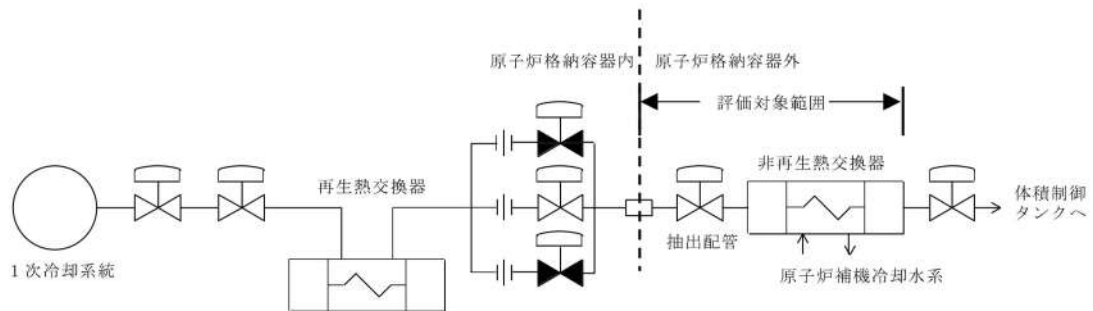 原子炉格納容器内
原子炉格納容器外
評価対象範囲
再生熱交換器
非再生熱交換器
体積制御
タンクへ
抽出配管
1次冷却系統
原子炉補機冷却水系